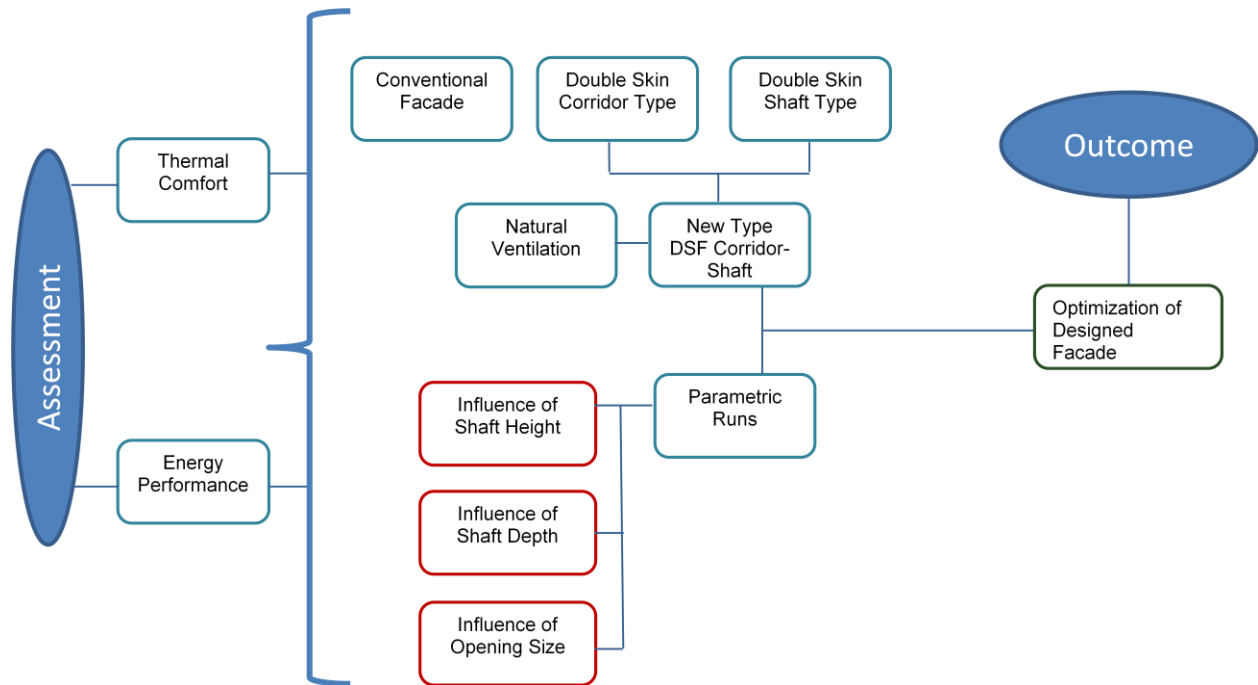 Assessment
Thermal
Comfort
Energy
Performance
Conventional
Facade
Double Skin
Corridor Type
Double Skin
Shaft Type
Natural
Ventilation
New Type
DSF Corridor-
Shaft
Parametric
Runs
Influence of
Shaft Height
Influence of
Shaft Depth
Influence of
Opening Size
Outcome
Optimization of
Designed
Facade